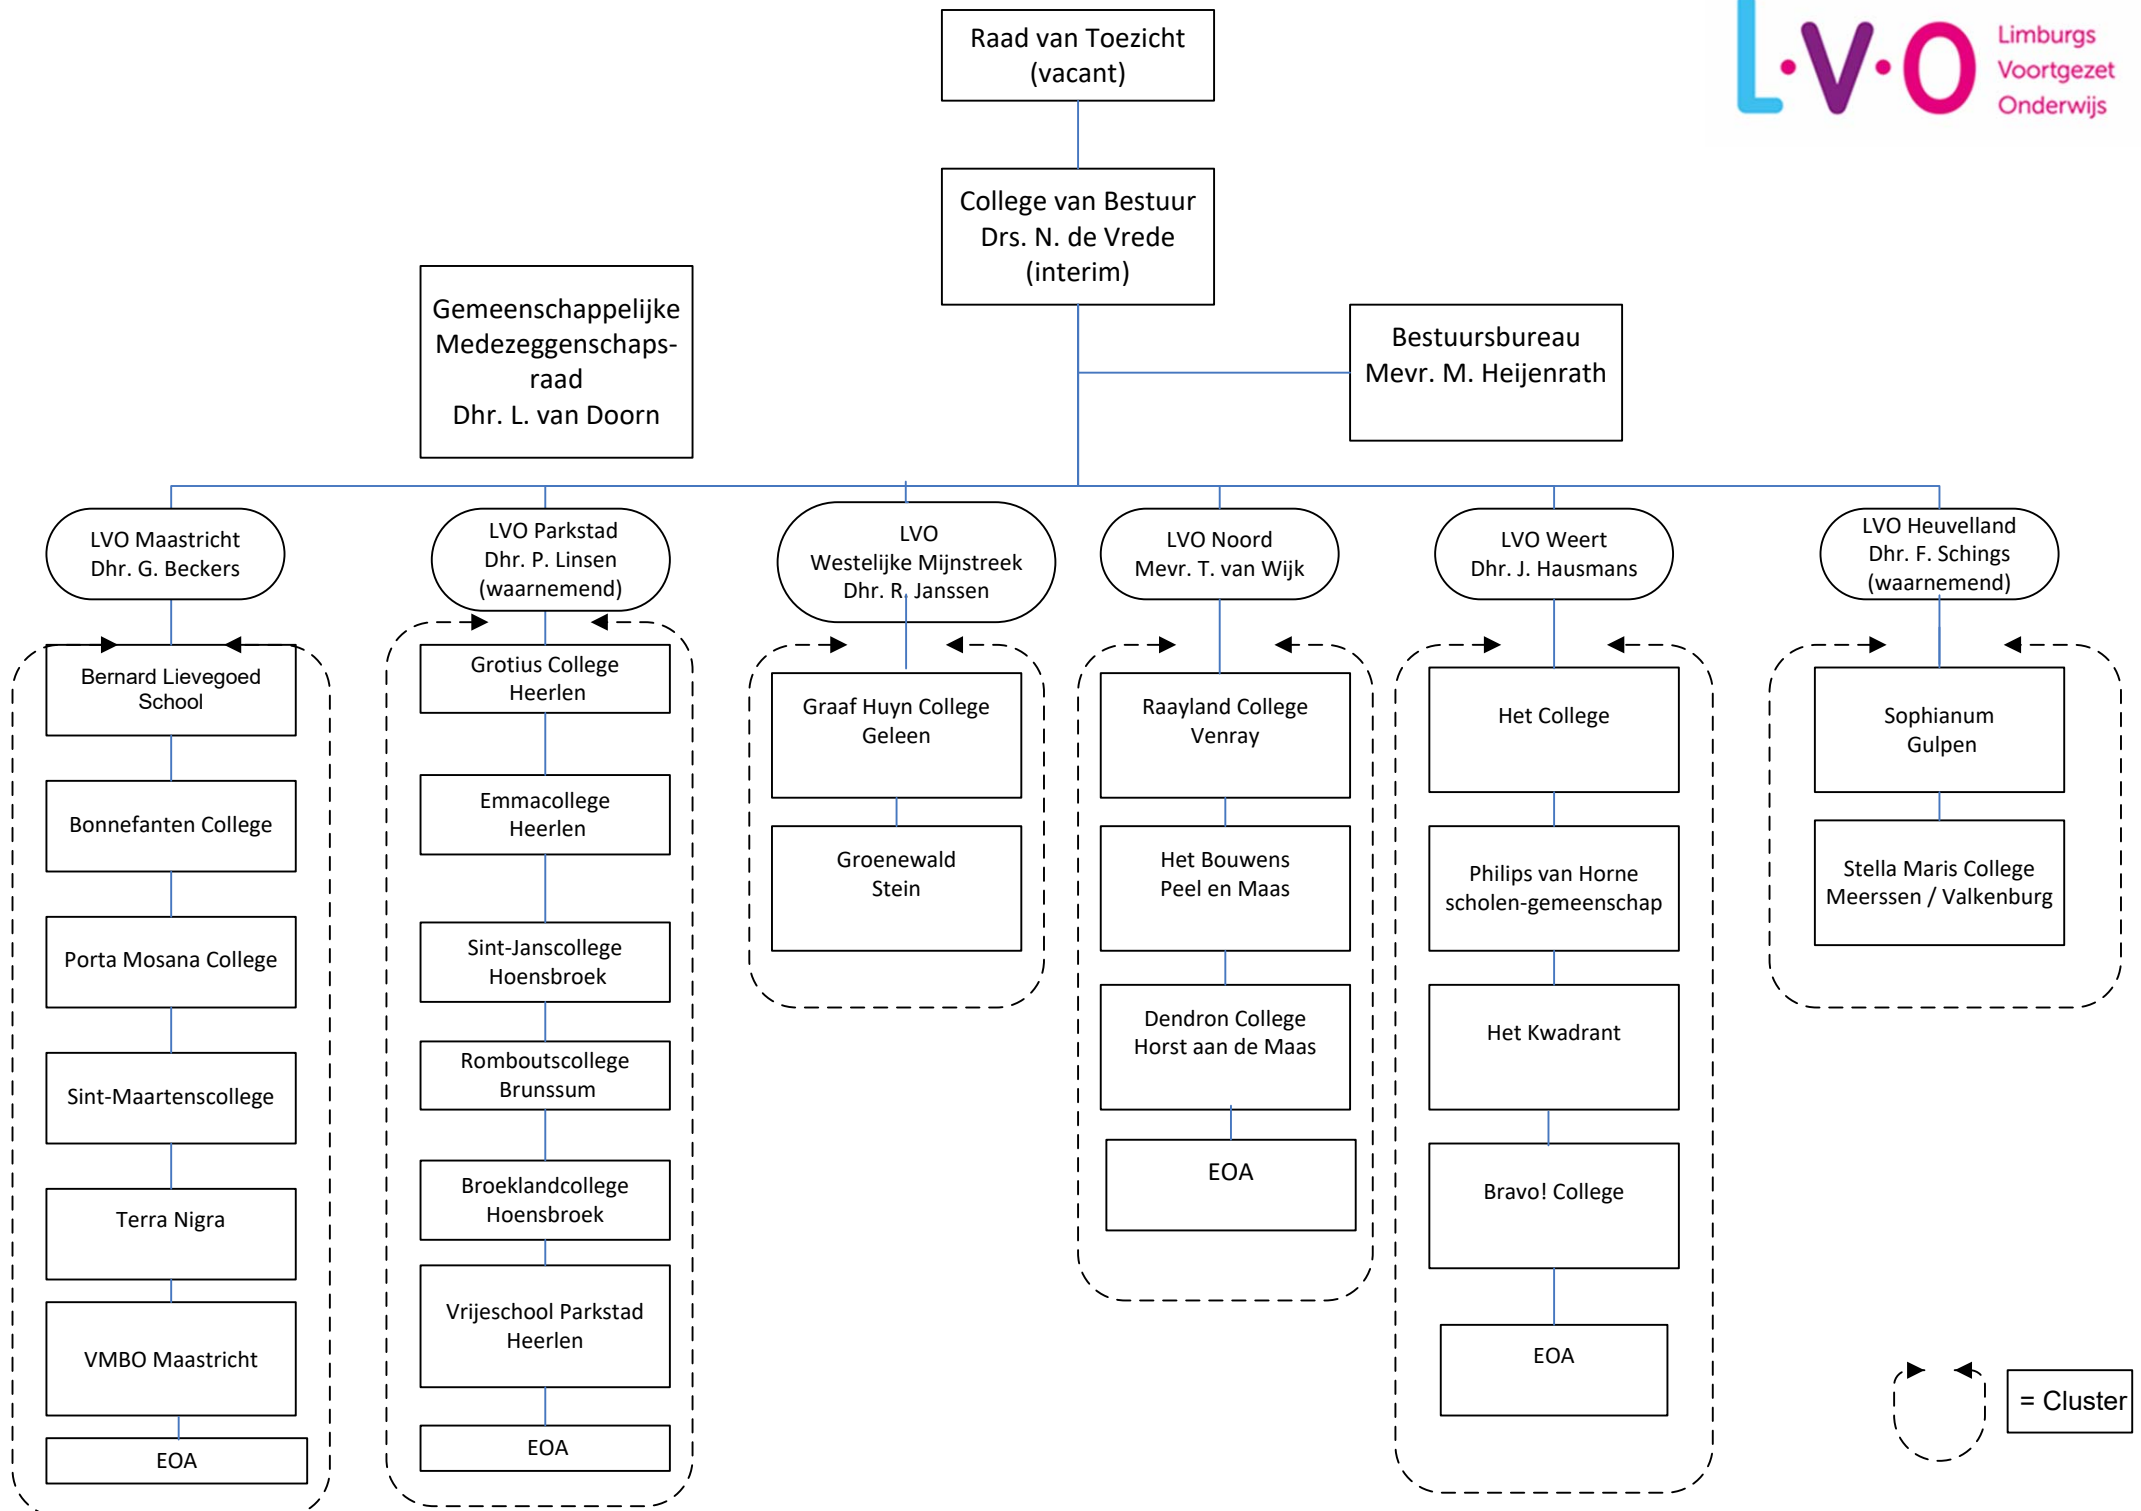 Raad van Toezicht
(vacant)
L·V·O
Limburgs
Voortgezet
Onderwijs
College van Bestuur
Drs. N. de Vrede
(interim)
Gemeenschappelijke
Medezeggenschaps-
raad
Dhr. L. van Doorn
Bestuursbureau
Mevr. M. Heijenrath
LVO Maastricht
Dhr. G. Beckers
LVO Parkstad
Dhr. P. Linsen
(waarnemend)
LVO
Westelijke Mijnstreek
Dhr. R. Janssen
LVO Noord
Mevr. T. van Wijk
LVO Weert
Dhr. J. Hausmans
LVO Heuvelland
Dhr. F. Schings
(waarnemend)
Bernard Lievegoed
School
Bonnefanten College
Porta Mosana College
Sint-Maartenscollege
Terra Nigra
VMBO Maastricht
EOA
Grotius College
Heerlen
Emmacollege
Heerlen
Sint-Janscollege
Hoensbroek
Romboutscollege
Brunssum
Broeklandcollege
Hoensbroek
Vrijeschool Parkstad
Heerlen
EOA
Graaf Huyn College
Geleen
Groenewald
Stein
Raayland College
Venray
Het Bouwens
Peel en Maas
Dendron College
Horst aan de Maas
EOA
Het College
Philips van Horne
scholen-gemeenschap
Het Kwadrant
Bravo! College
EOA
Sophianum
Gulpen
Stella Maris College
Meerssen / Valkenburg
= Cluster